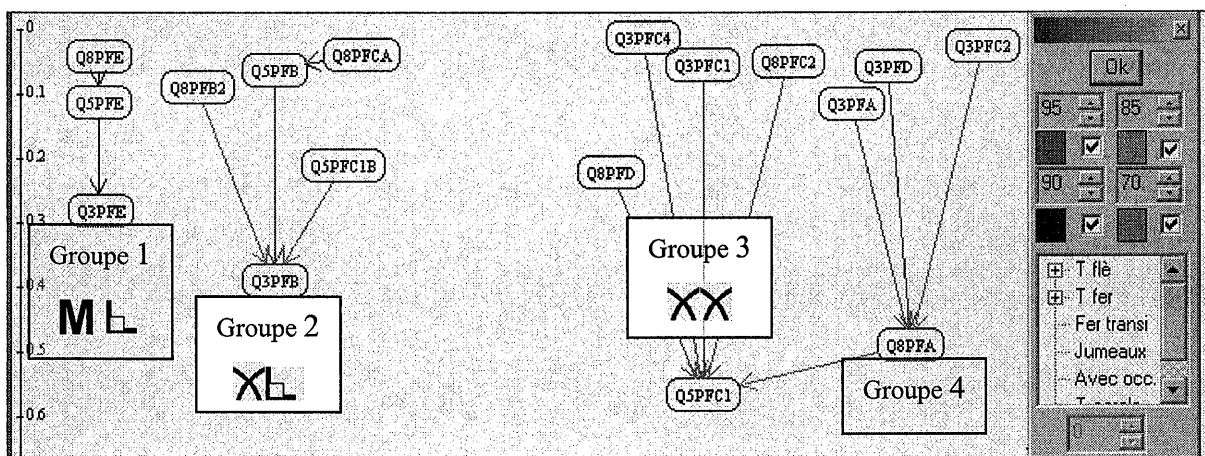 0
0.1
0.2
0.3
0.4
0.5
0.6
Q8PFE
Q5PFE
Q3PFE
Groupe 1
M
Q8PFB2
Q5PFB
Q8PFCA
Q5PFC1B
Q3PFB
Groupe 2
Q3PFC4
Q3PFC1
Q8PFC2
Q8PFD
Groupe 3
Q5PFC1
Q3PFD
Q3PFC2
Q3PFA
Q8PFA
Groupe 4
Ok
95 85
90 70
T flè
T fer
Fer transi
Jumeaux
Avec occ.
0